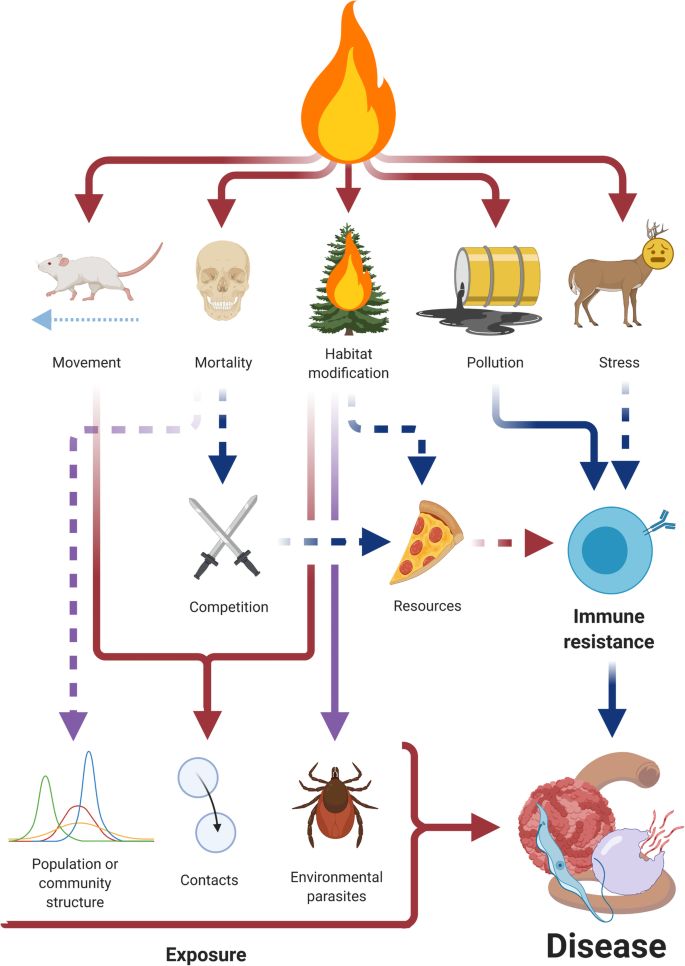 Movement
Mortality
Habitat
modification
Pollution
Stress
Competition
Resources
Immune
resistance
Population or
community
structure
Contacts
Environmental
parasites
Exposure
Disease